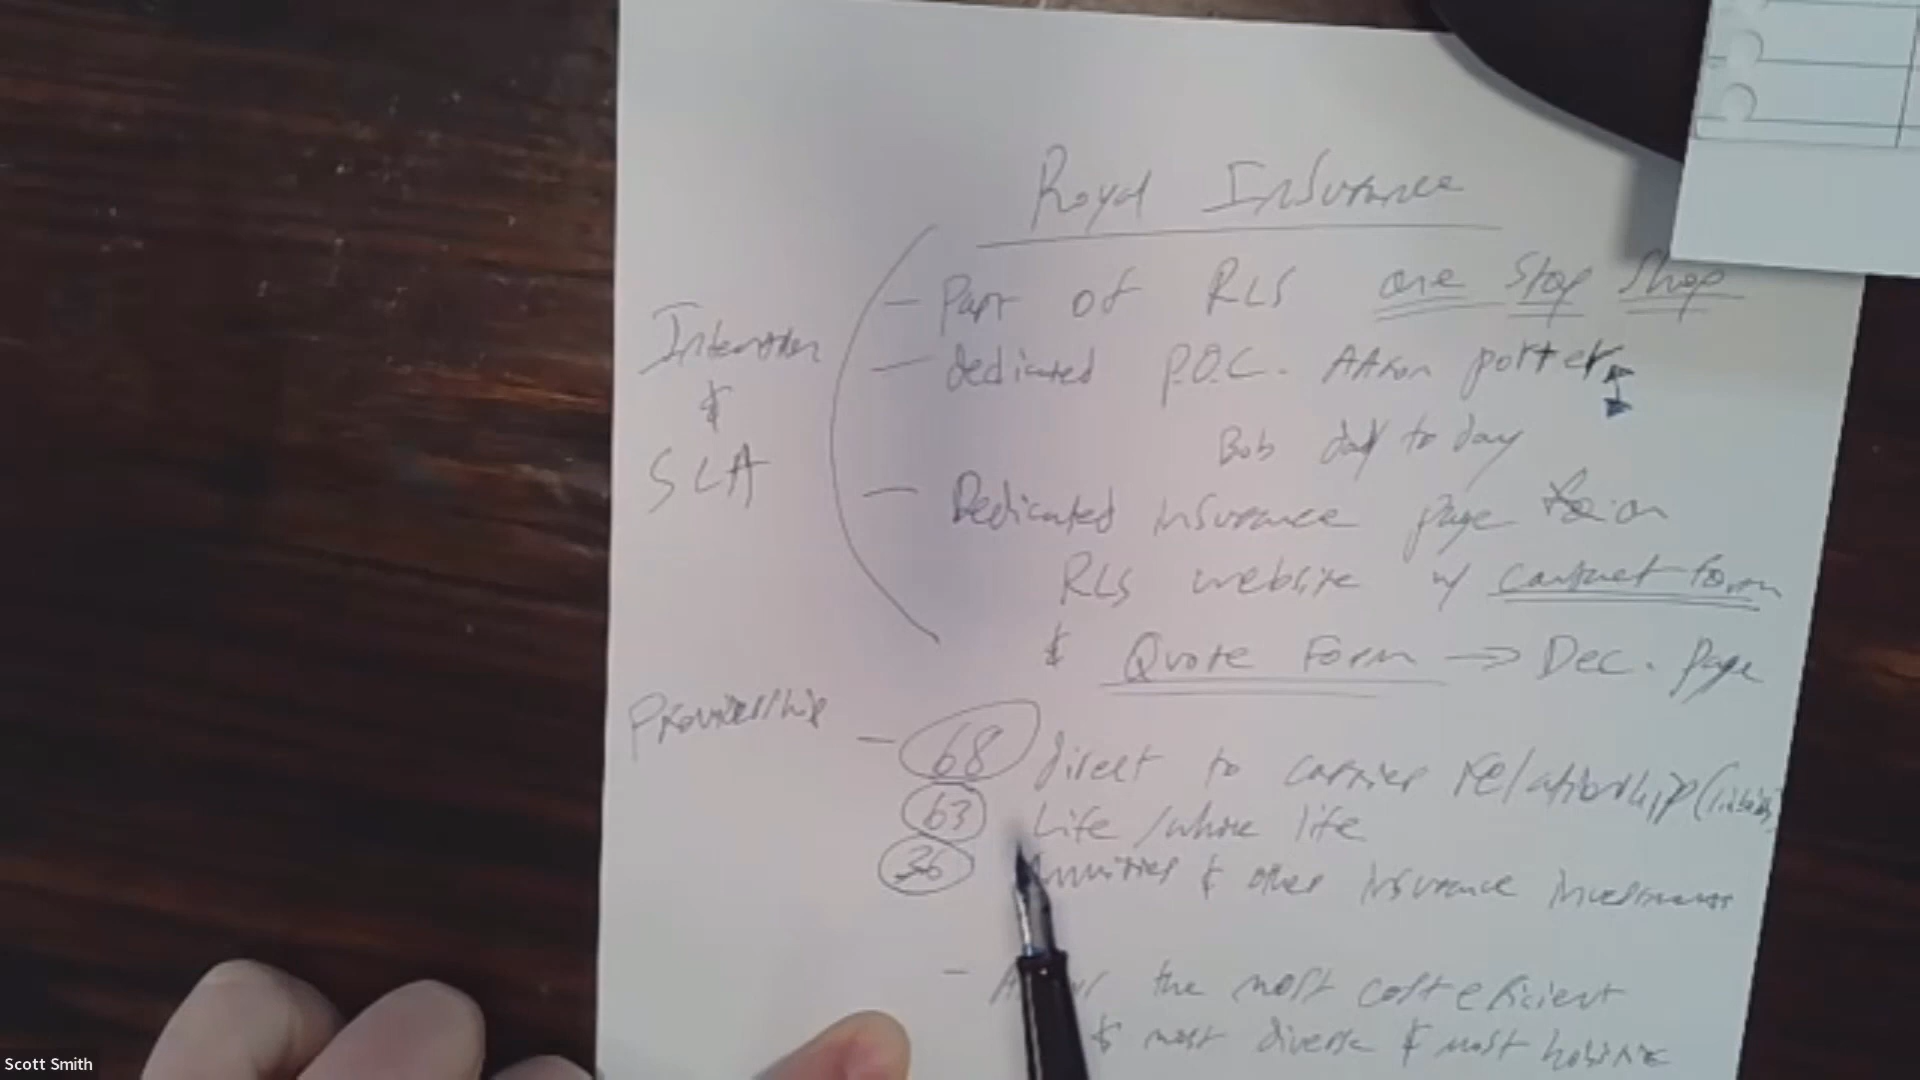 Royal Insurance
- Part of RLS one stop shop
- dedicated P.O.C. AAron potter
Bob day to day
- Dedicated insurance page on
RLS website w/ contact form
& Quote Form → Dec. Page
&
SLA
- 68 direct to carrier relationship
63 Life / whole life
36 Annuities & other insurance investments
- the most cost efficient
& most diverse & most holistic
Scott Smith